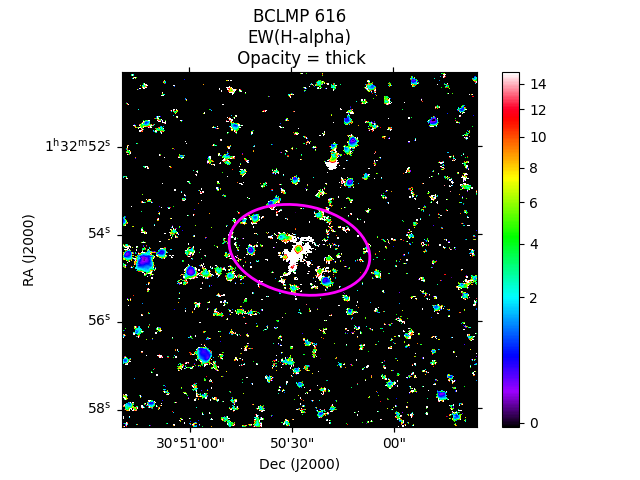 BCLMP 616
EW(H-alpha)
Opacity = thick
14
12
10
8
6
4
2
0
RA (J2000)
1ʰ32ᵐ52ˢ
54ˢ
56ˢ
58ˢ
30°51'00"
50'30"
00"
Dec (J2000)